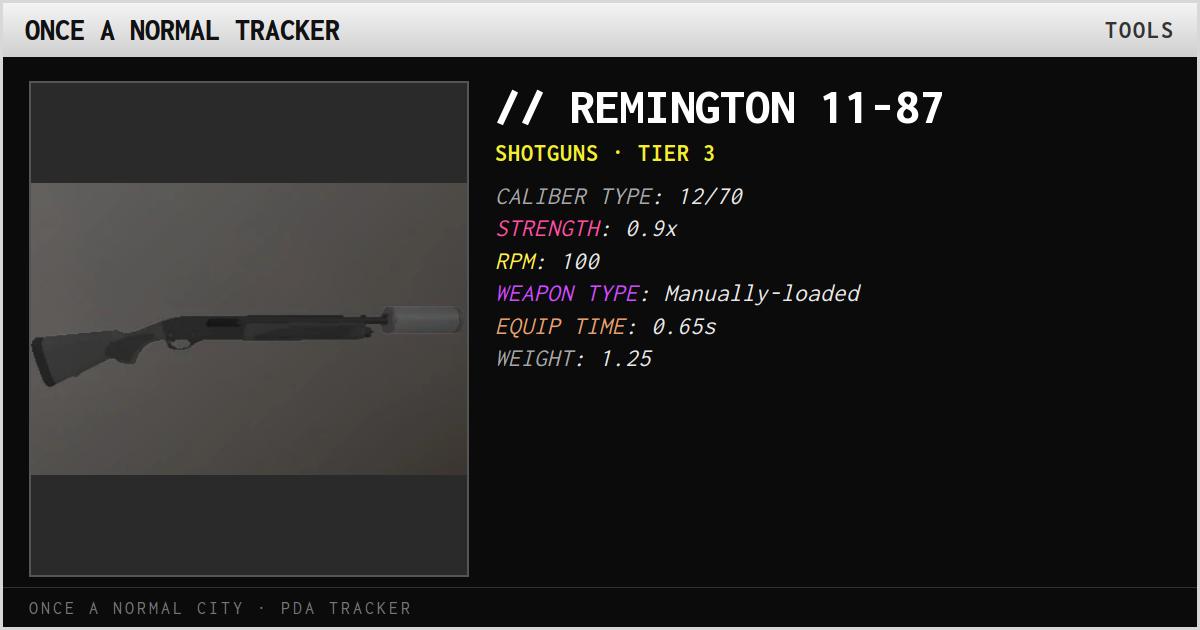 ONCE A NORMAL TRACKER
TOOLS
// REMINGTON 11-87
SHOTGUNS · TIER 3
CALIBER TYPE: 12/70
STRENGTH: 0.9x
RPM: 100
WEAPON TYPE: Manually-loaded
EQUIP TIME: 0.65s
WEIGHT: 1.25
ONCE A NORMAL CITY · PDA TRACKER